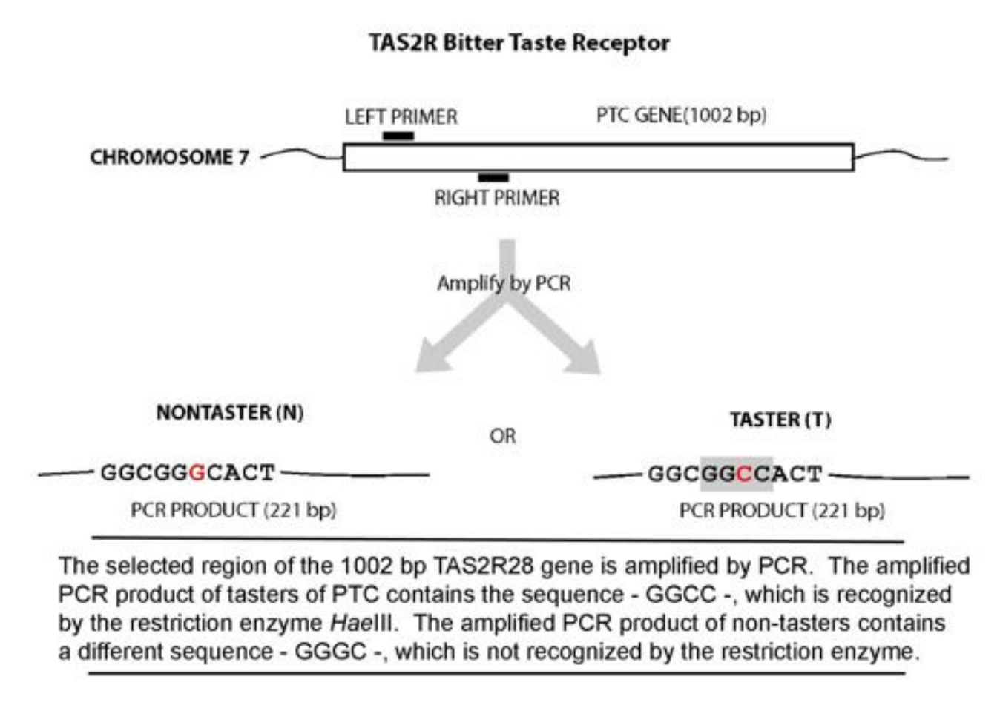 TAS2R Bitter Taste Receptor
LEFT PRIMER
PTC GENE(1002 bp)
CHROMOSOME 7
RIGHT PRIMER
Amplify by PCR
NONTASTER (N)
OR
TASTER (T)
GGCGGGCACT
GGCGGCCACT
PCR PRODUCT (221 bp)
PCR PRODUCT (221 bp)
The selected region of the 1002 bp TAS2R28 gene is amplified by PCR. The amplified
PCR product of tasters of PTC contains the sequence - GGCC -, which is recognized
by the restriction enzyme HaeIII. The amplified PCR product of non-tasters contains
a different sequence - GGGC -, which is not recognized by the restriction enzyme.